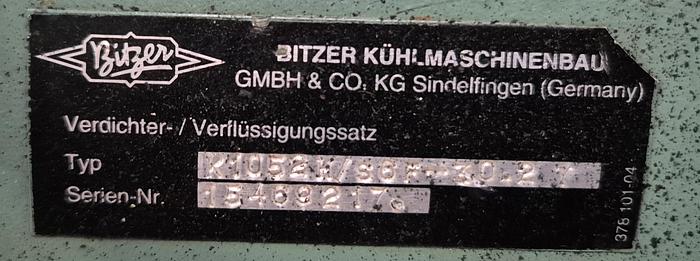 Bitzer
BITZER KÜHLMASCHINENBAU
GMBH & CO. KG Sindelfingen (Germany)
Verdichter- / Verflüssigungssatz
Typ
Serien-Nr.
378 101-04